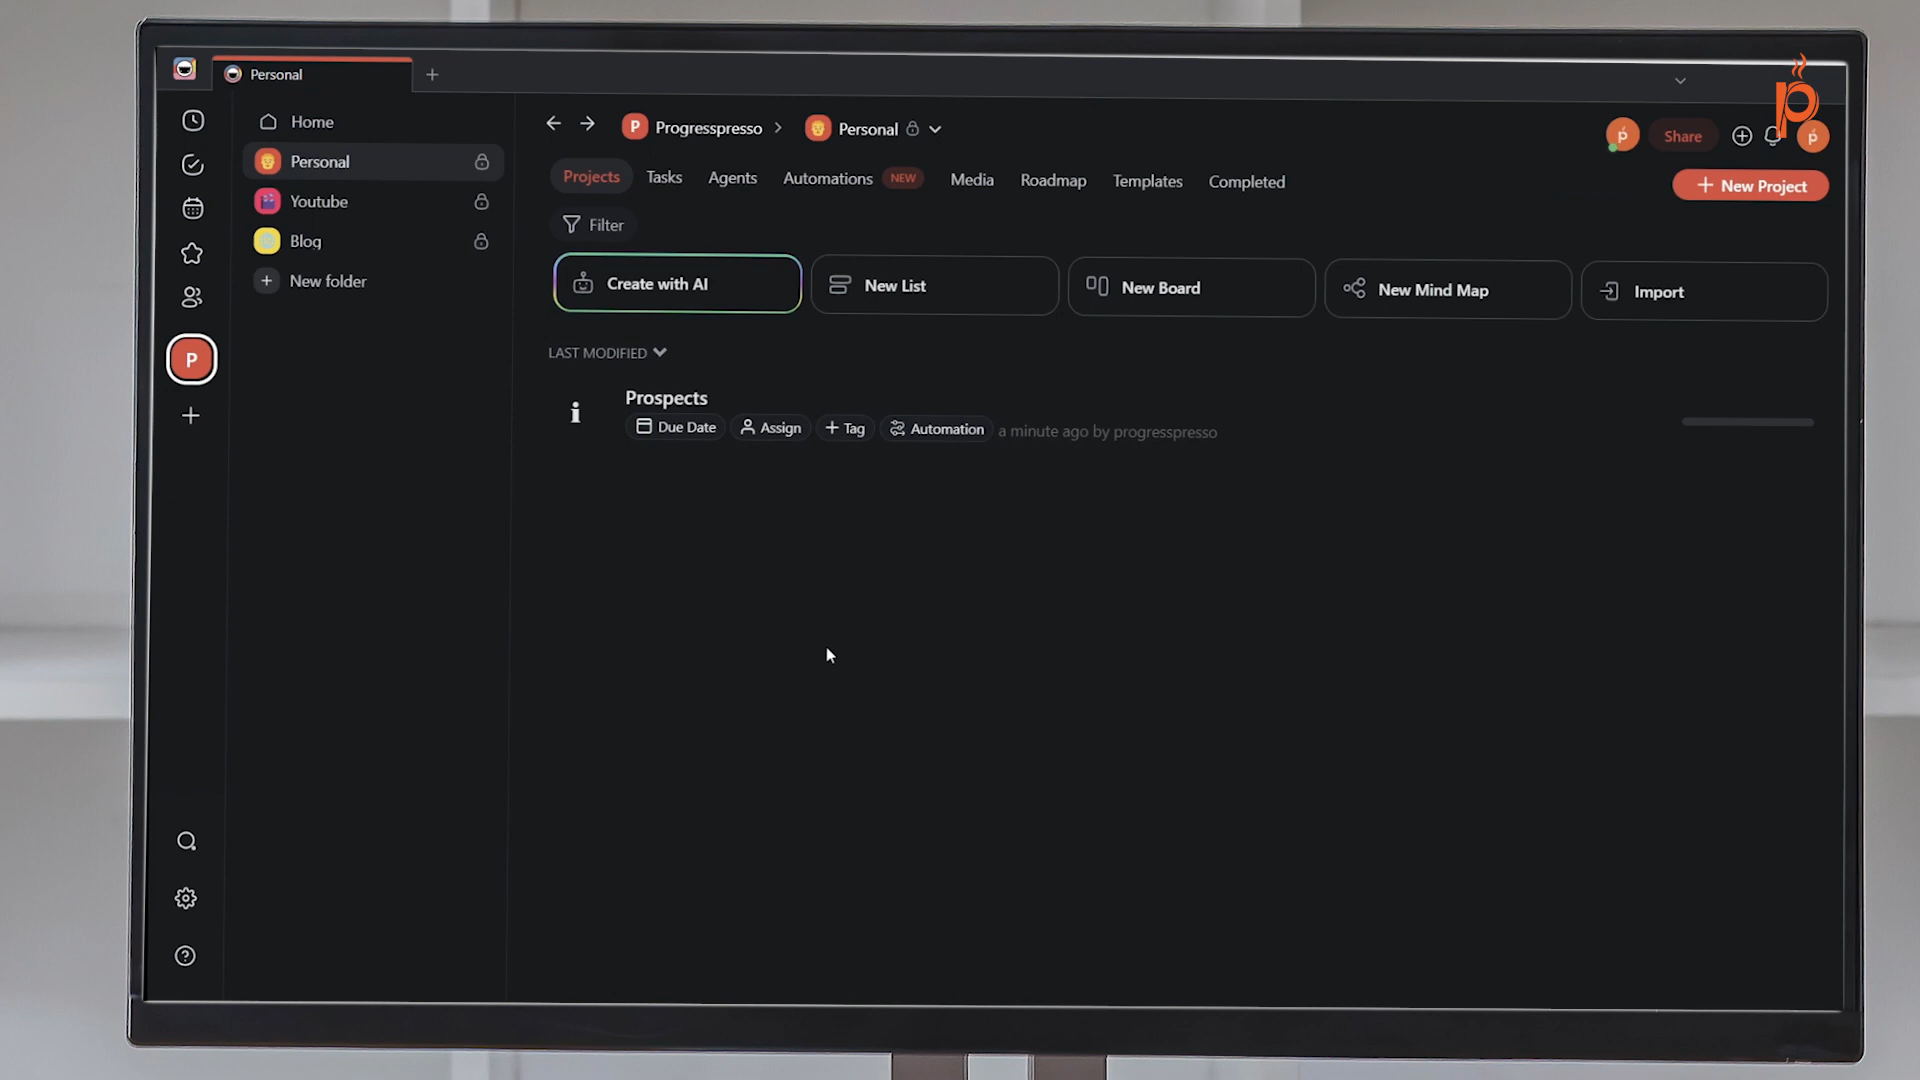 Personal
Home
Personal
Youtube
Blog
New folder
P
P Progresspresso > Personal
Share
Projects Tasks Agents Automations NEW Media Roadmap Templates Completed
+ New Project
Filter
Create with AI
New List
New Board
New Mind Map
Import
LAST MODIFIED
Prospects
Due Date Assign + Tag Automation a minute ago by progresspresso